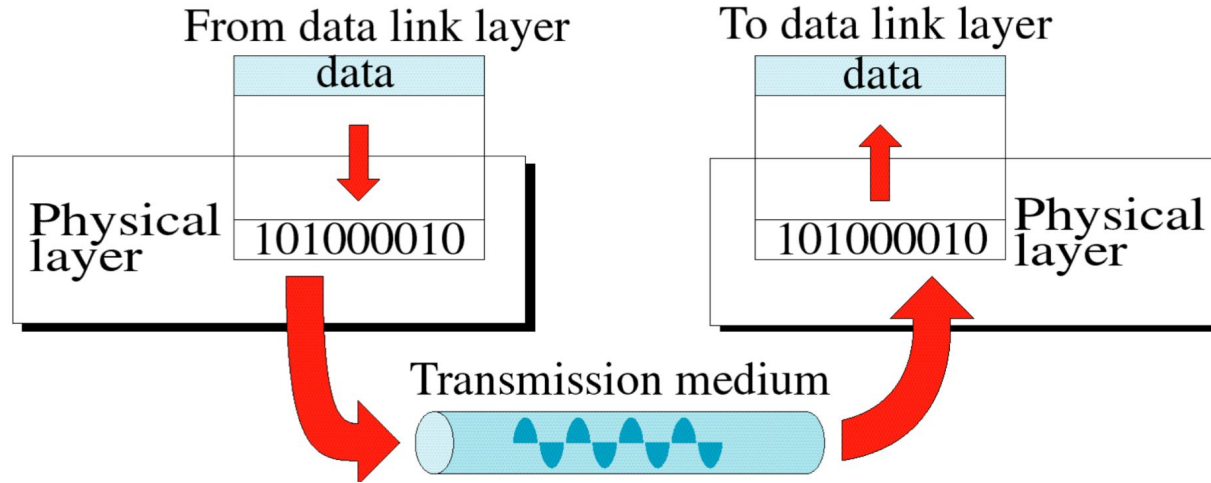 From data link layer
data
Physical
layer
101000010
To data link layer
data
101000010
Physical
layer
Transmission medium